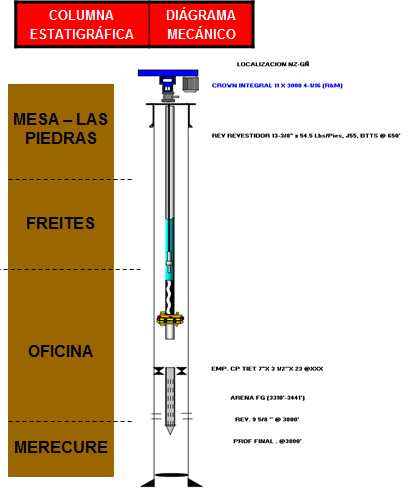 COLUMNA
ESTATIGRÁFICA
DIÁGRAMA
MECÁNICO
LOCALIZACION NZ-GÑ
CROWN INTEGRAL 11 X 3000 4-1/16 (R&M)
MESA – LAS
PIEDRAS
REV REVESTIDOR 13-3/8" x 54.5 Lbs/Pies, J55, BTTS @ 650'
FREITES
OFICINA
EMP. CP TIET 7"X 3 1/2"X 23 @XXX
ARENA FG (3310'-3441')
REV. 9 5/8 " @ 3800'
MERECURE
PROF FINAL . @3800'